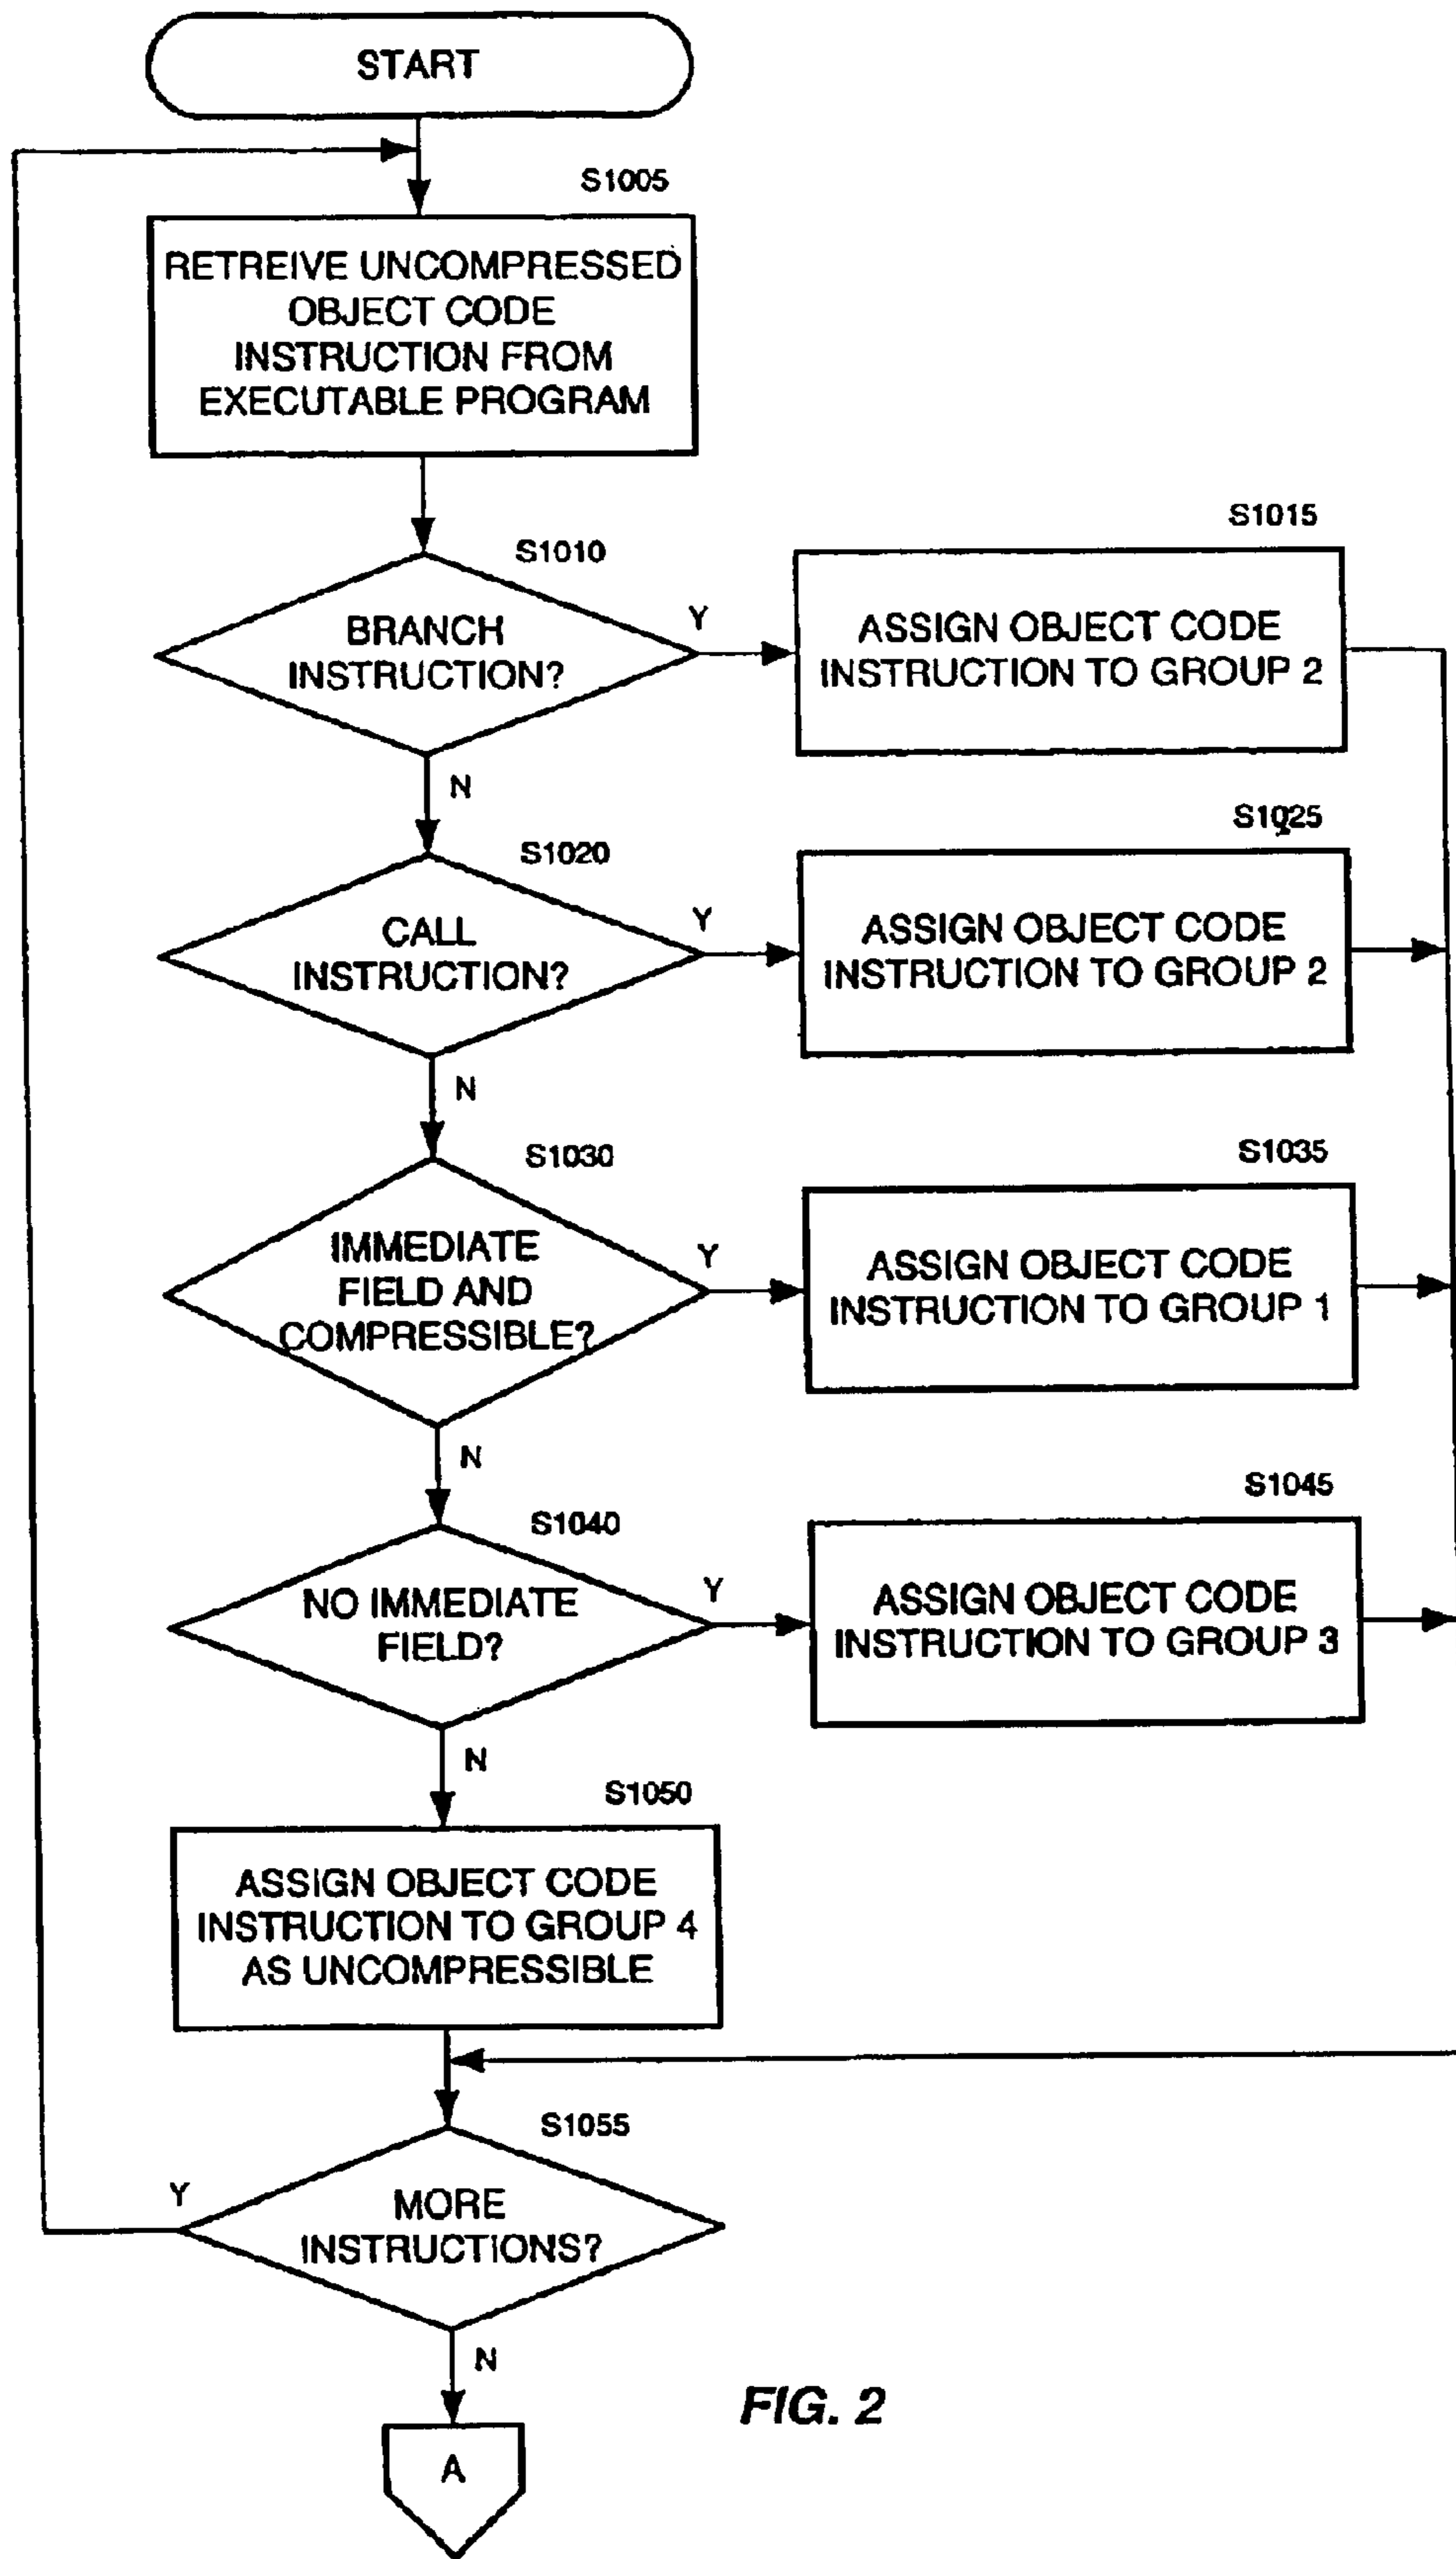 START
S1005
RETREIVE UNCOMPRESSED
OBJECT CODE
INSTRUCTION FROM
EXECUTABLE PROGRAM
S1010
BRANCH
INSTRUCTION?
Y
N
S1015
ASSIGN OBJECT CODE
INSTRUCTION TO GROUP 2
S1020
CALL
INSTRUCTION?
Y
N
S1025
ASSIGN OBJECT CODE
INSTRUCTION TO GROUP 2
S1030
IMMEDIATE
FIELD AND
COMPRESSIBLE?
Y
N
S1035
ASSIGN OBJECT CODE
INSTRUCTION TO GROUP 1
S1040
NO IMMEDIATE
FIELD?
Y
N
S1045
ASSIGN OBJECT CODE
INSTRUCTION TO GROUP 3
S1050
ASSIGN OBJECT CODE
INSTRUCTION TO GROUP 4
AS UNCOMPRESSIBLE
S1055
MORE
INSTRUCTIONS?
Y
N
A
FIG. 2